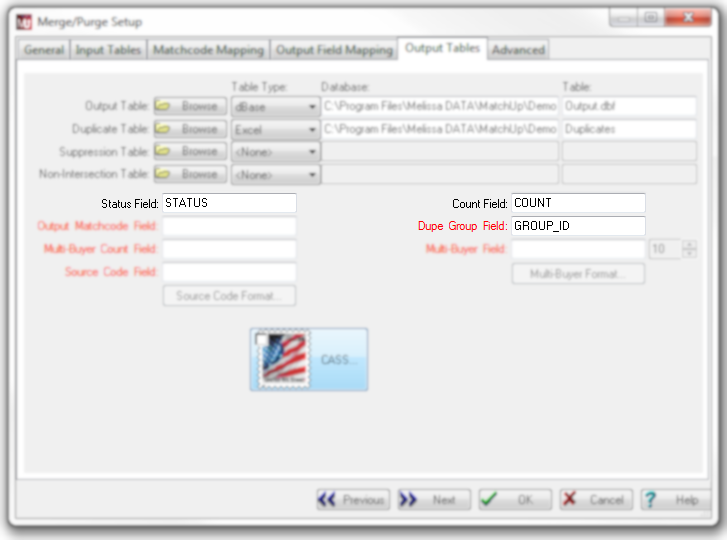 Merge/Purge Setup
General Input Tables Matchcode Mapping Output Field Mapping Output Tables Advanced
Table Type: Database: Table:
Output Table: Browse dBase C:\Program Files\Melissa DATA\MatchUp\Demo Output.dbf
Duplicate Table: Browse Excel C:\Program Files\Melissa DATA\MatchUp\Demo Duplicates
Suppression Table: Browse <None>
Non-Intersection Table: Browse <None>
Status Field: STATUS Count Field: COUNT
Output Matchcode Field: Dupe Group Field: GROUP_ID
Multi-Buyer Count Field: Multi-Buyer Field: 10
Source Code Field: Multi-Buyer Format...
Source Code Format...
CASS...
Previous Next OK Cancel Help